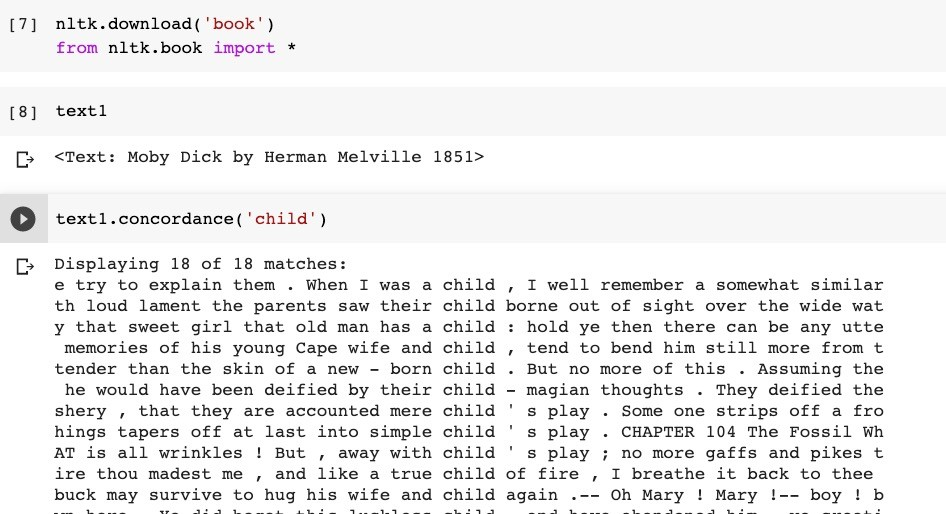 [7] nltk.download('book')
from nltk.book import *
[8] text1
<Text: Moby Dick by Herman Melville 1851>
text1.concordance('child')
Displaying 18 of 18 matches:
e try to explain them . When I was a child , I well remember a somewhat similar
th loud lament the parents saw their child borne out of sight over the wide wat
y that sweet girl that old man has a child : hold ye then there can be any utte
memories of his young Cape wife and child , tend to bend him still more from t
tender than the skin of a new - born child . But no more of this . Assuming the
he would have been deified by their child - magian thoughts . They deified the
shery , that they are accounted mere child ' s play . Some one strips off a fro
hings tapers off at last into simple child ' s play . CHAPTER 104 The Fossil Wh
AT is all wrinkles ! But , away with child ' s play ; no more gaffs and pikes t
ire thou madest me , and like a true child of fire , I breathe it back to thee
buck may survive to hug his wife and child again .-- Oh Mary ! Mary !-- boy ! b